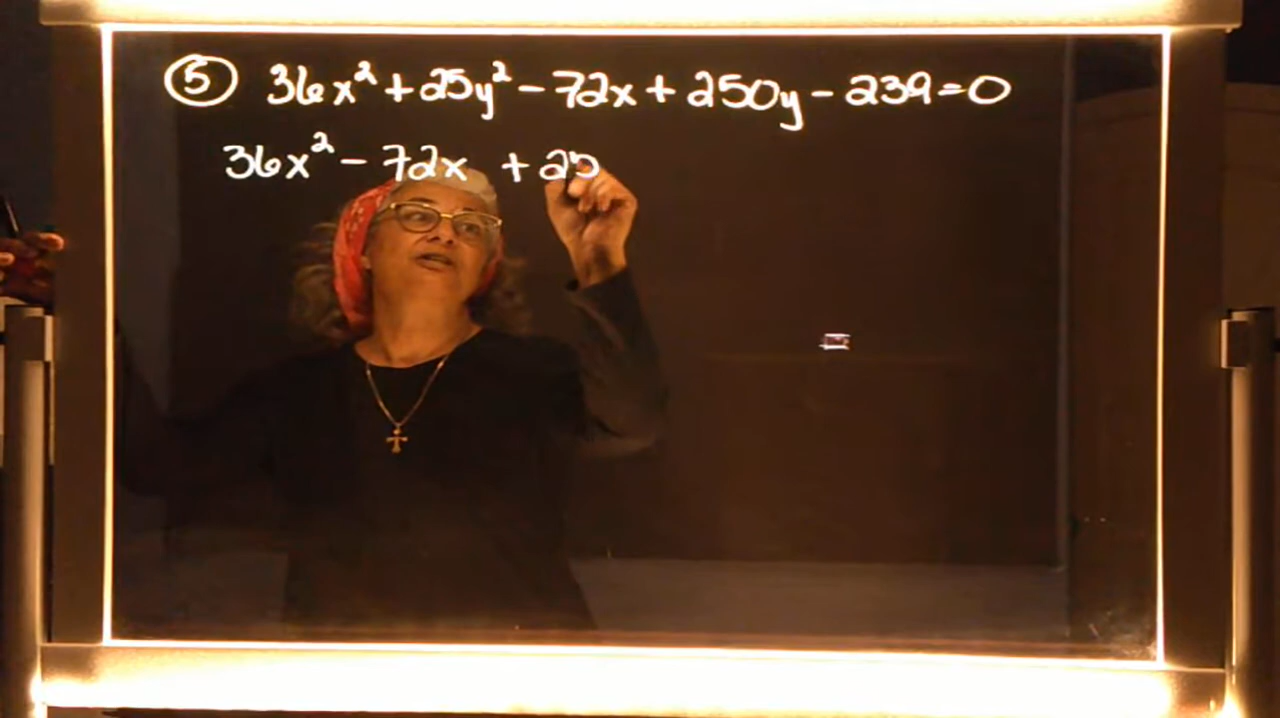 ⑤ 36x² + 25y² - 72x + 250y - 239 = 0
36x² - 72x + 25